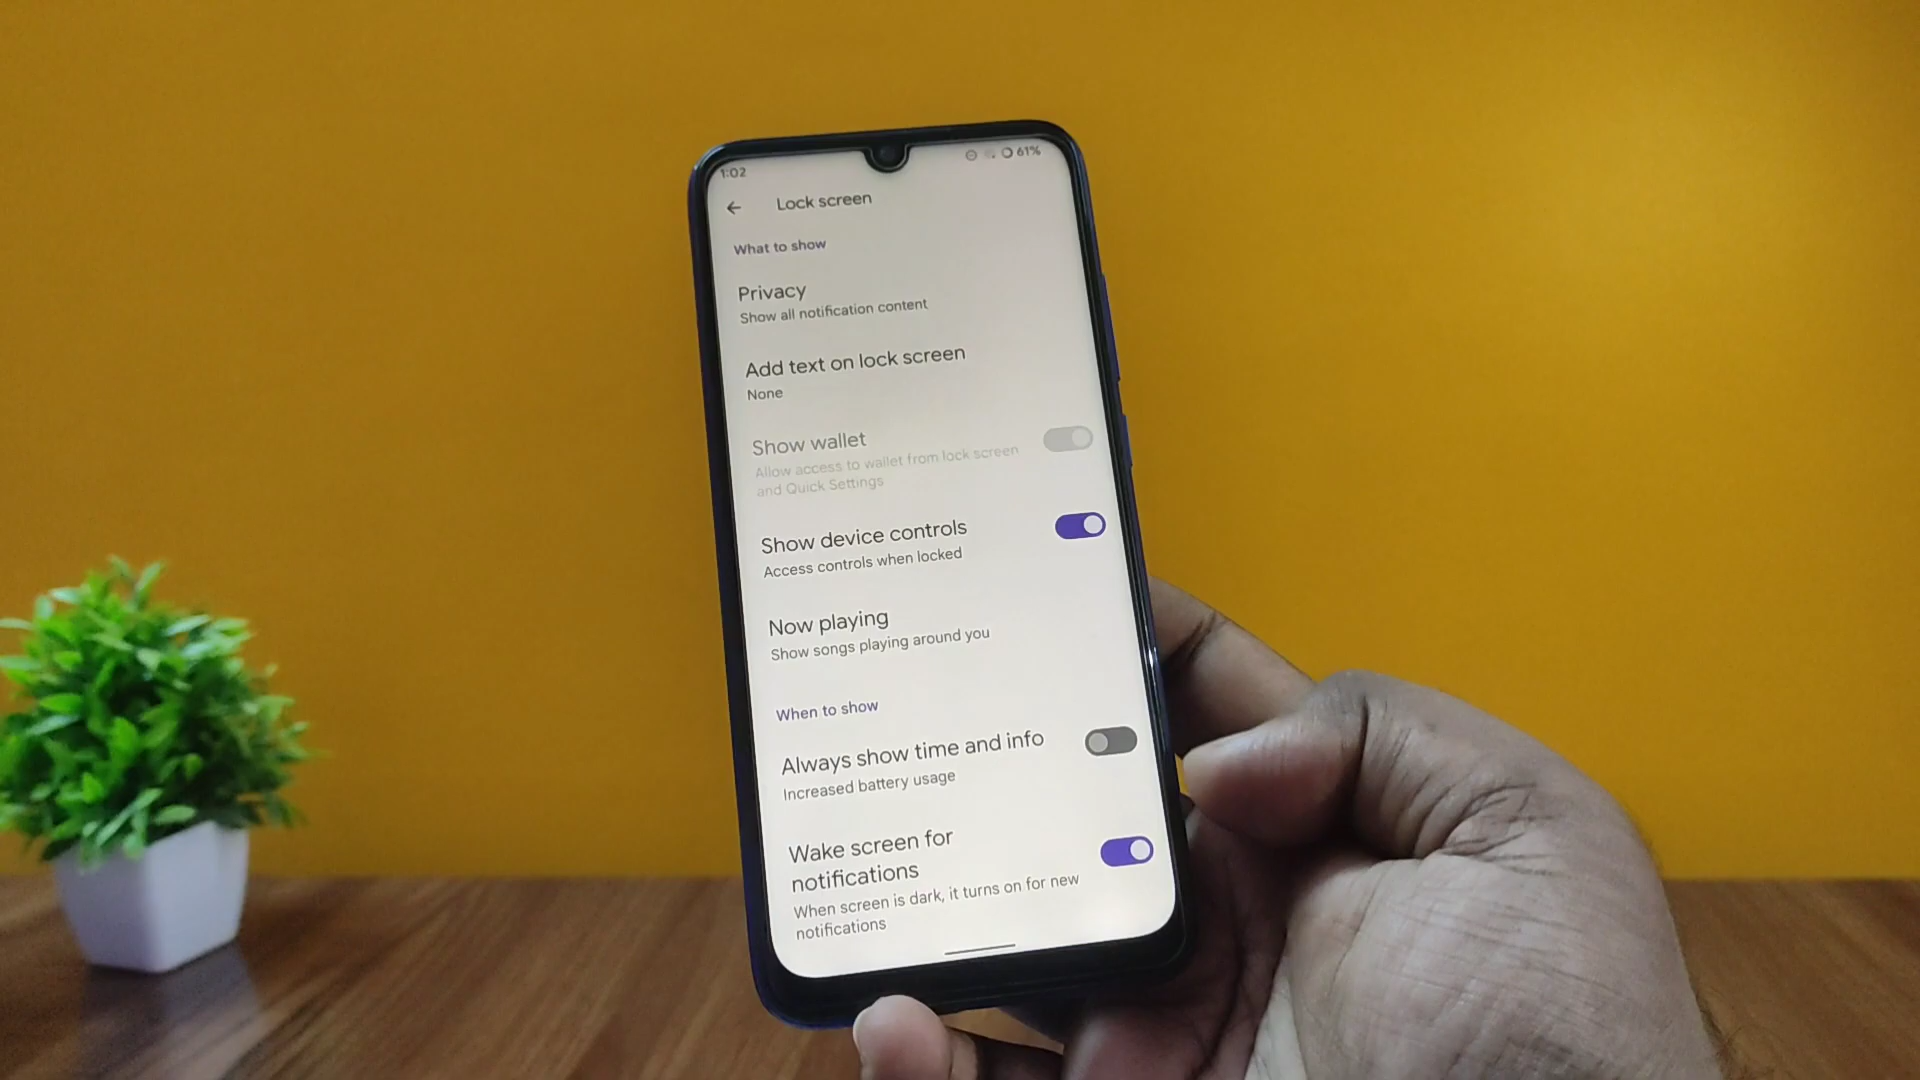 1:02
61%
Lock screen
What to show
Privacy
Show all notification content
Add text on lock screen
None
Show wallet
Allow access to wallet from lock screen
and Quick Settings
Show device controls
Access controls when locked
Now playing
Show songs playing around you
When to show
Always show time and info
Increased battery usage
Wake screen for
notifications
When screen is dark, it turns on for new
notifications